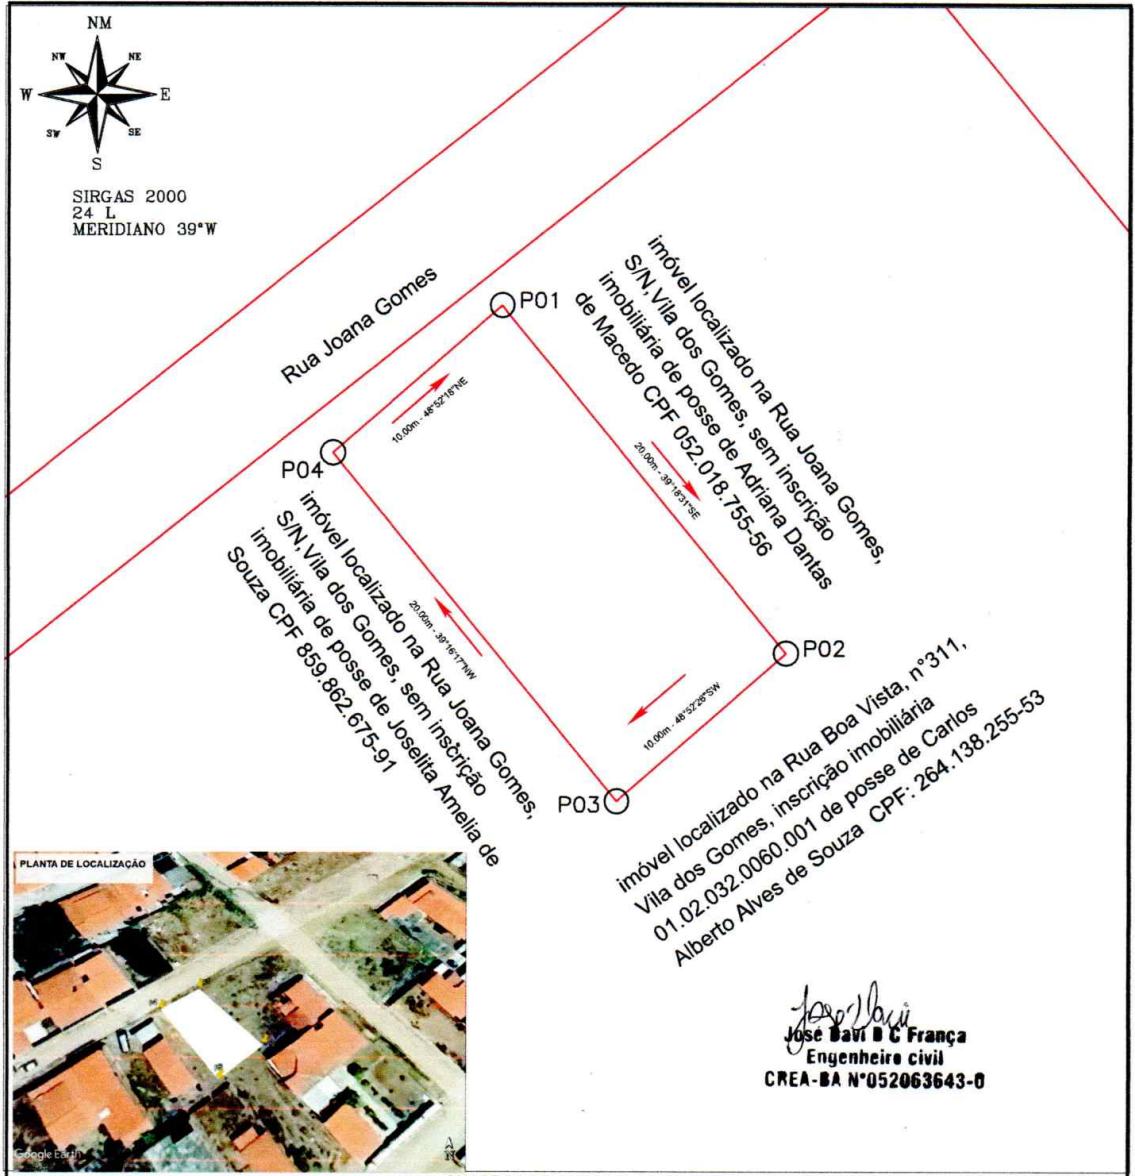 NM
NW
NE
W
E
SW
SE
S
SIRGAS 2000
24 L
MERIDIANO 39°W
Rua Joana Gomes
P01
imóvel localizado na Rua Joana Gomes,
S/N,Vila dos Gomes, sem inscrição
imobiliária de posse de Adriana Dantas
de Macedo CPF 052.018.755-56
10.00m - 48°52'18"NE
20.00m - 39°18'31"SE
P04
imóvel localizado na Rua Joana Gomes,
S/N,Vila dos Gomes, sem inscrição
imobiliária de posse de Joselita Amelia de
Souza CPF 859.862.675-91
20.00m - 39°16'17"NW
10.00m - 48°52'26"SW
P02
P03
imóvel localizado na Rua Boa Vista, n°311,
Vila dos Gomes, inscrição imobiliária
01.02.032.0060.001 de posse de Carlos
Alberto Alves de Souza CPF: 264.138.255-53
PLANTA DE LOCALIZAÇÃO
Google Earth
José Davi B C França
Engenheiro civil
CREA-BA N°052063643-0